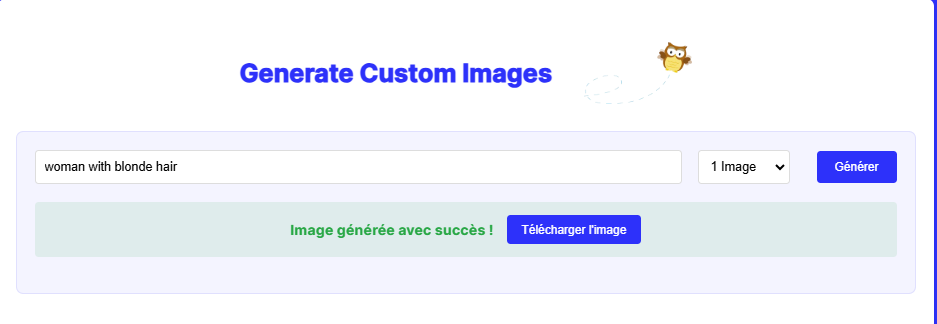 Generate Custom Images
woman with blonde hair
1 Image
Générer
Image générée avec succès !
Télécharger l'image